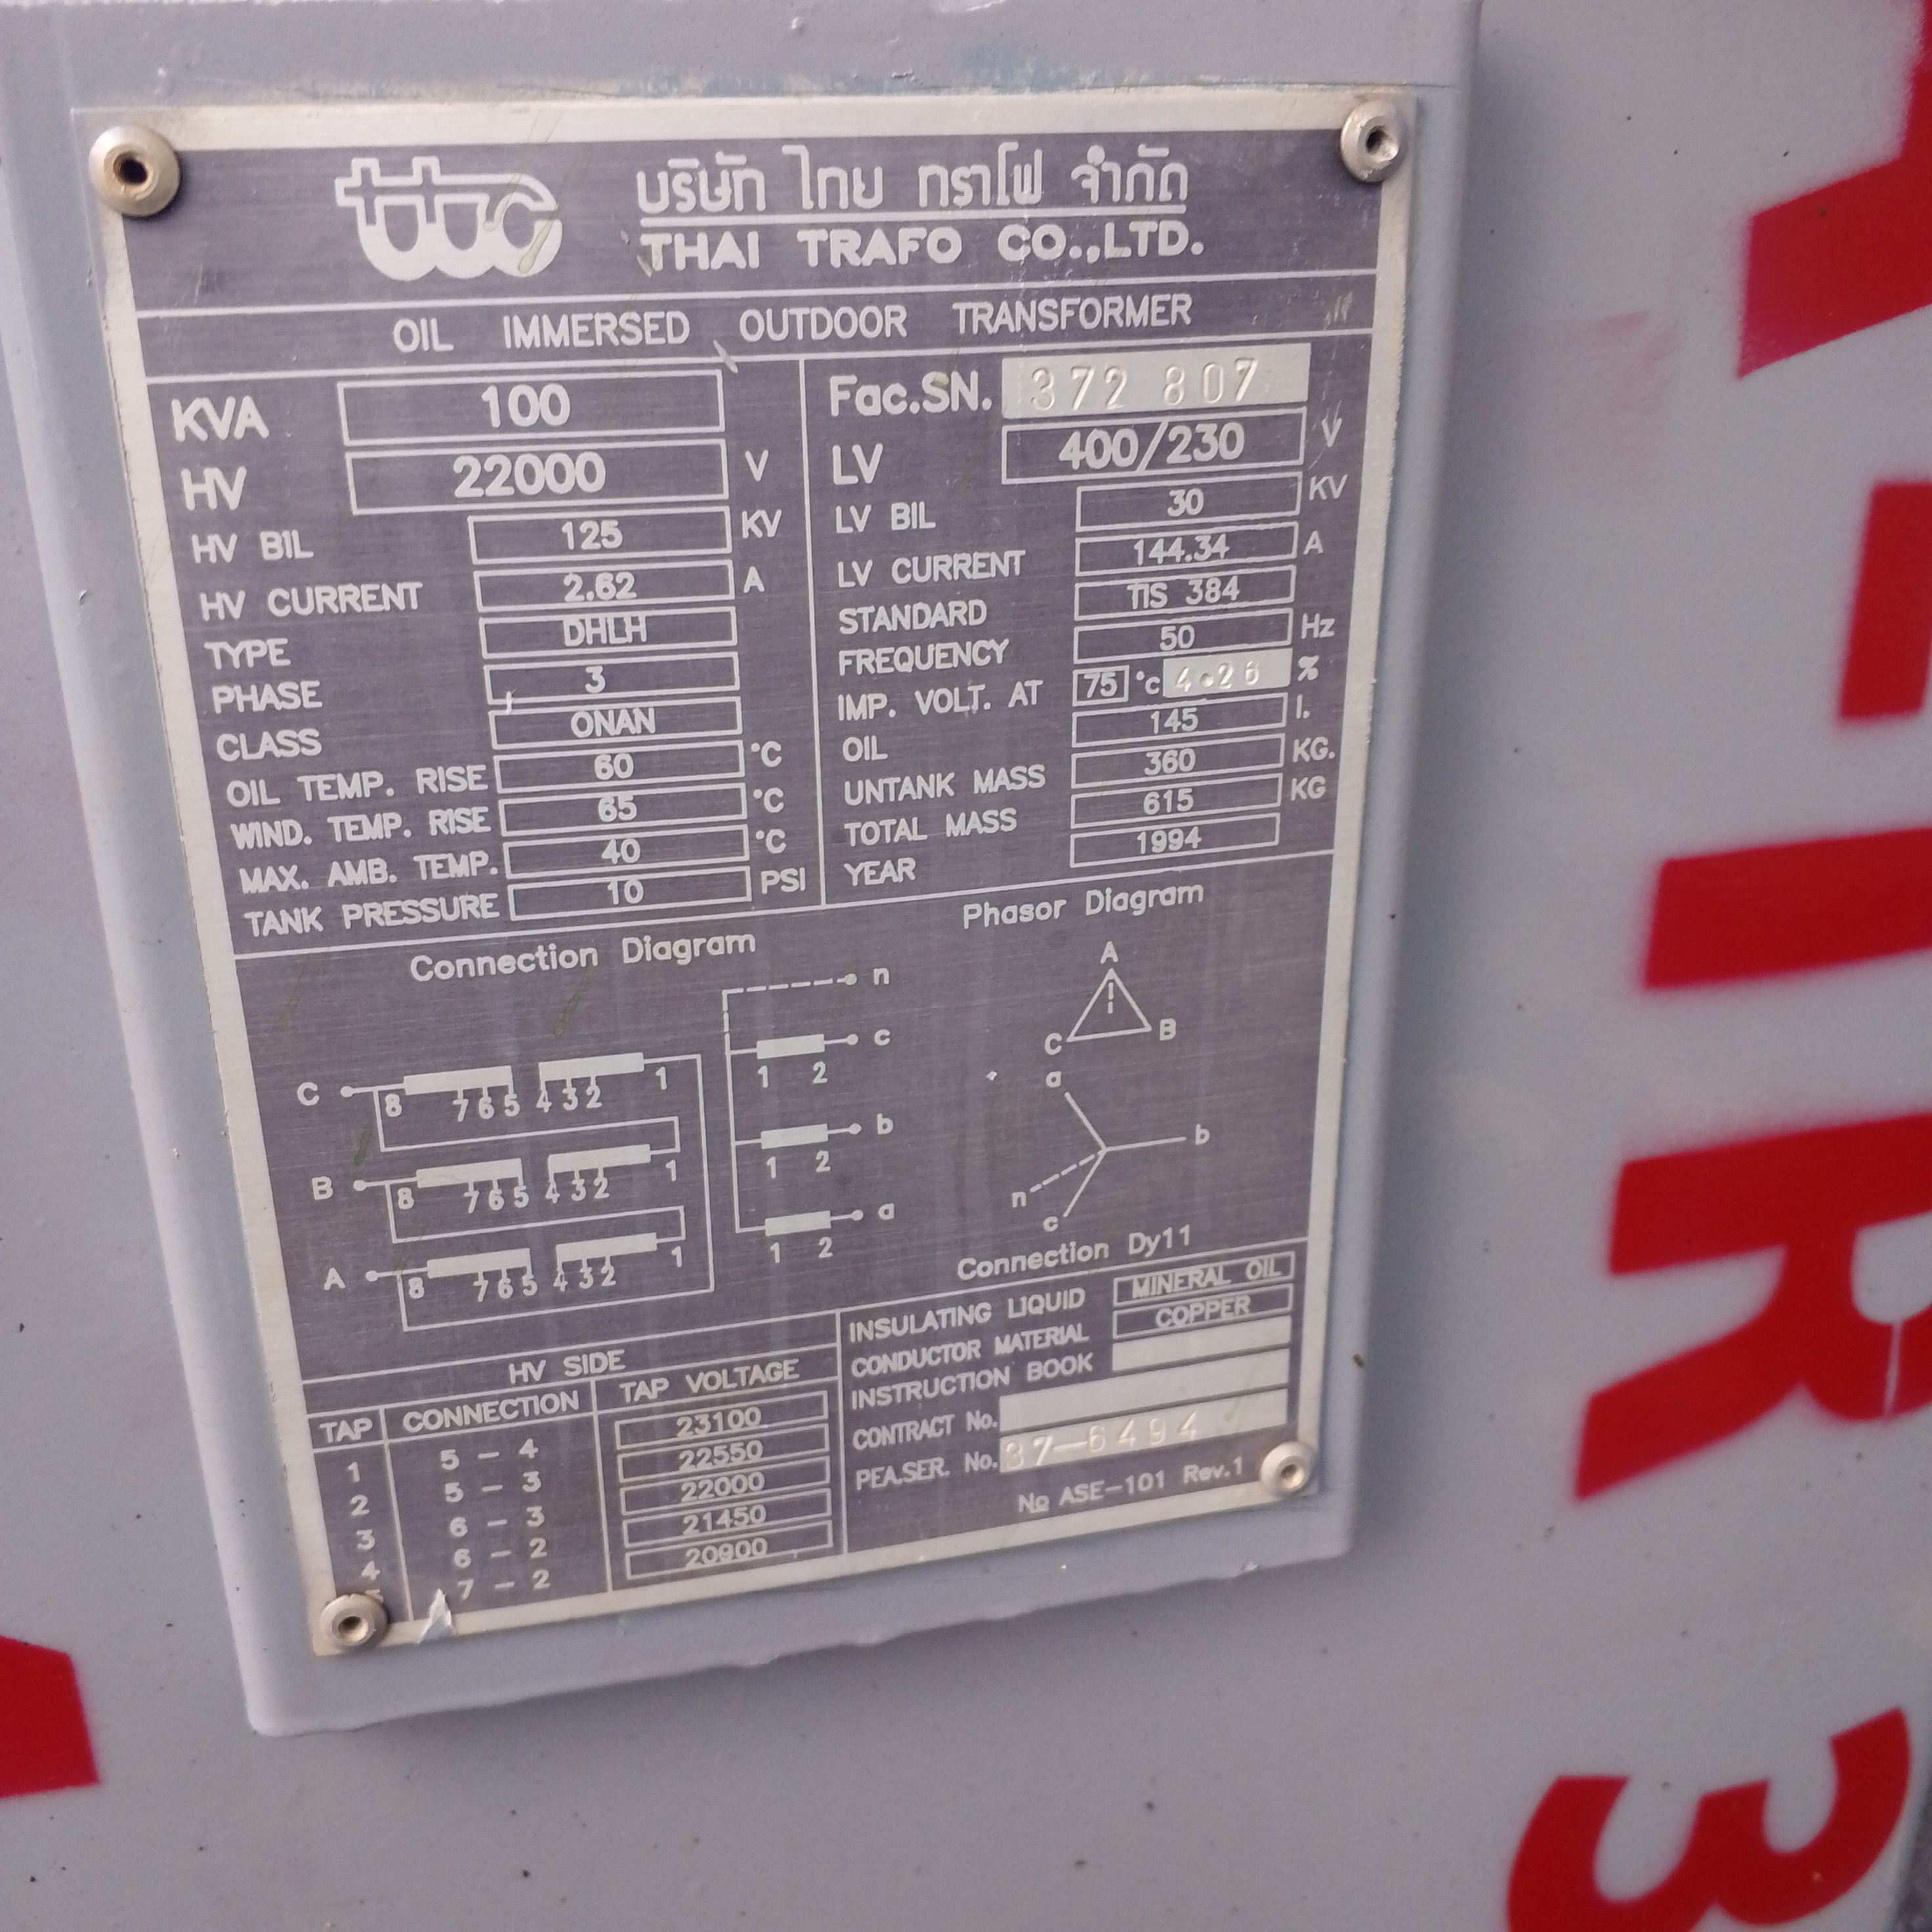 ttc บริษัท ไทย ทราโฟ จำกัด
THAI TRAFO CO.,LTD.
OIL IMMERSED OUTDOOR TRANSFORMER
KVA 100
HV 22000 V
HV BIL 125 KV
HV CURRENT 2.62 A
TYPE DHLH
PHASE 3
CLASS ONAN
OIL TEMP. RISE 60 °C
WIND. TEMP. RISE 65 °C
MAX. AMB. TEMP. 40 °C
TANK PRESSURE 10 PSI
Fac.SN. 372 807
LV 400/230 V
LV BIL 30 KV
LV CURRENT 144.34 A
STANDARD TIS 384
FREQUENCY 50 Hz
IMP. VOLT. AT 75 °C 4.26 %
OIL 145 l.
UNTANK MASS 360 KG.
TOTAL MASS 615 KG
YEAR 1994
Connection Diagram
n
c
1 2
C 8 7 6 5 4 3 2 1
b
1 2
B 8 7 6 5 4 3 2 1
a
1 2
A 8 7 6 5 4 3 2 1
Phasor Diagram
A
C B
a
b
n
c
Connection Dy11
HV SIDE
TAP CONNECTION TAP VOLTAGE
1 5 - 4 23100
2 5 - 3 22550
3 6 - 3 22000
4 6 - 2 21450
7 - 2 20900
INSULATING LIQUID MINERAL OIL
CONDUCTOR MATERIAL COPPER
INSTRUCTION BOOK
CONTRACT No.
PEA.SER. No. 37-6494
No ASE-101 Rev.1
TR
3